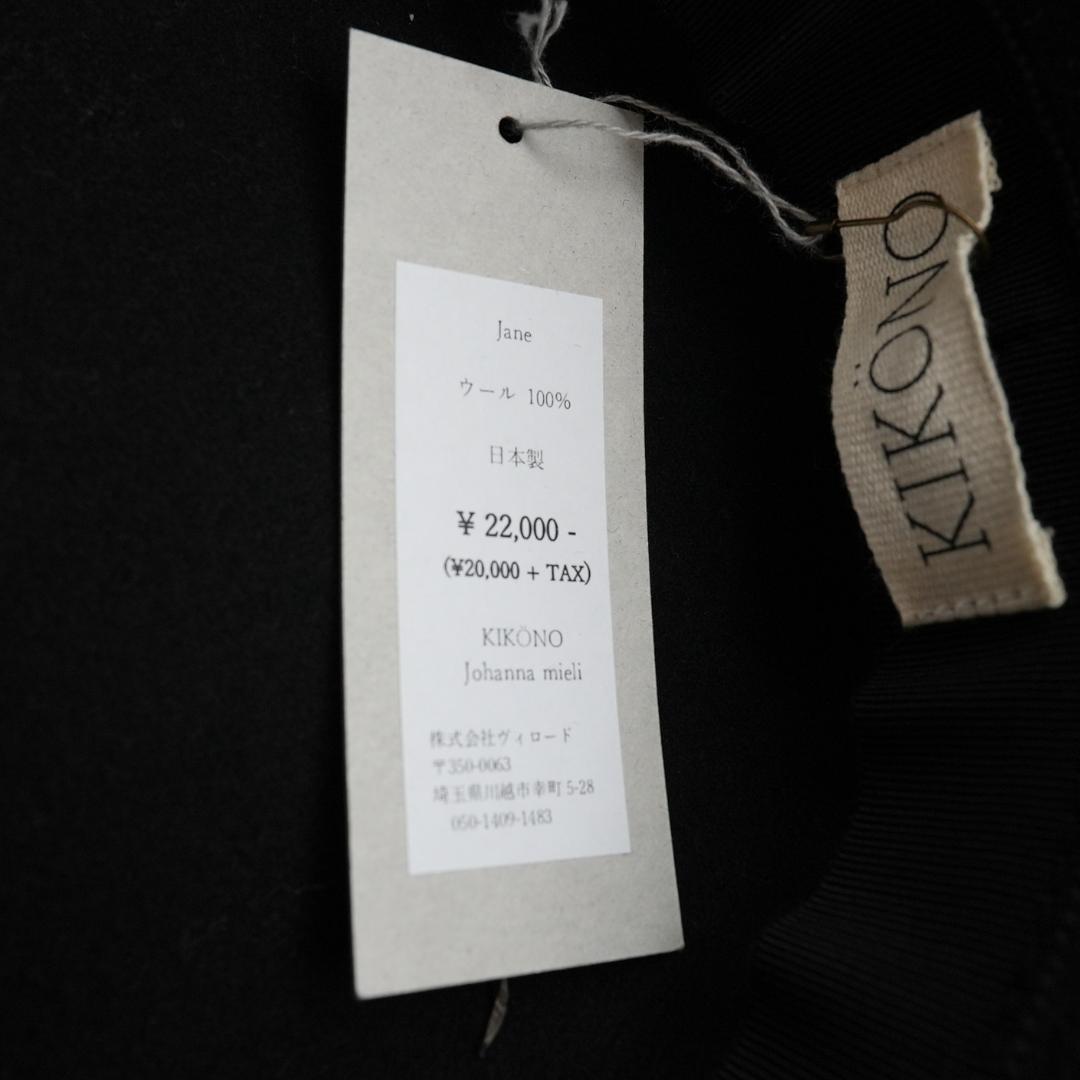 Jane
ウール 100%
日本製
¥ 22,000 -
(¥20,000 + TAX)
KIKÖNO
Johanna mieli
株式会社ヴィロード
〒350-0063
埼玉県川越市幸町 5-28
050-1409-1483
KIKÖNO